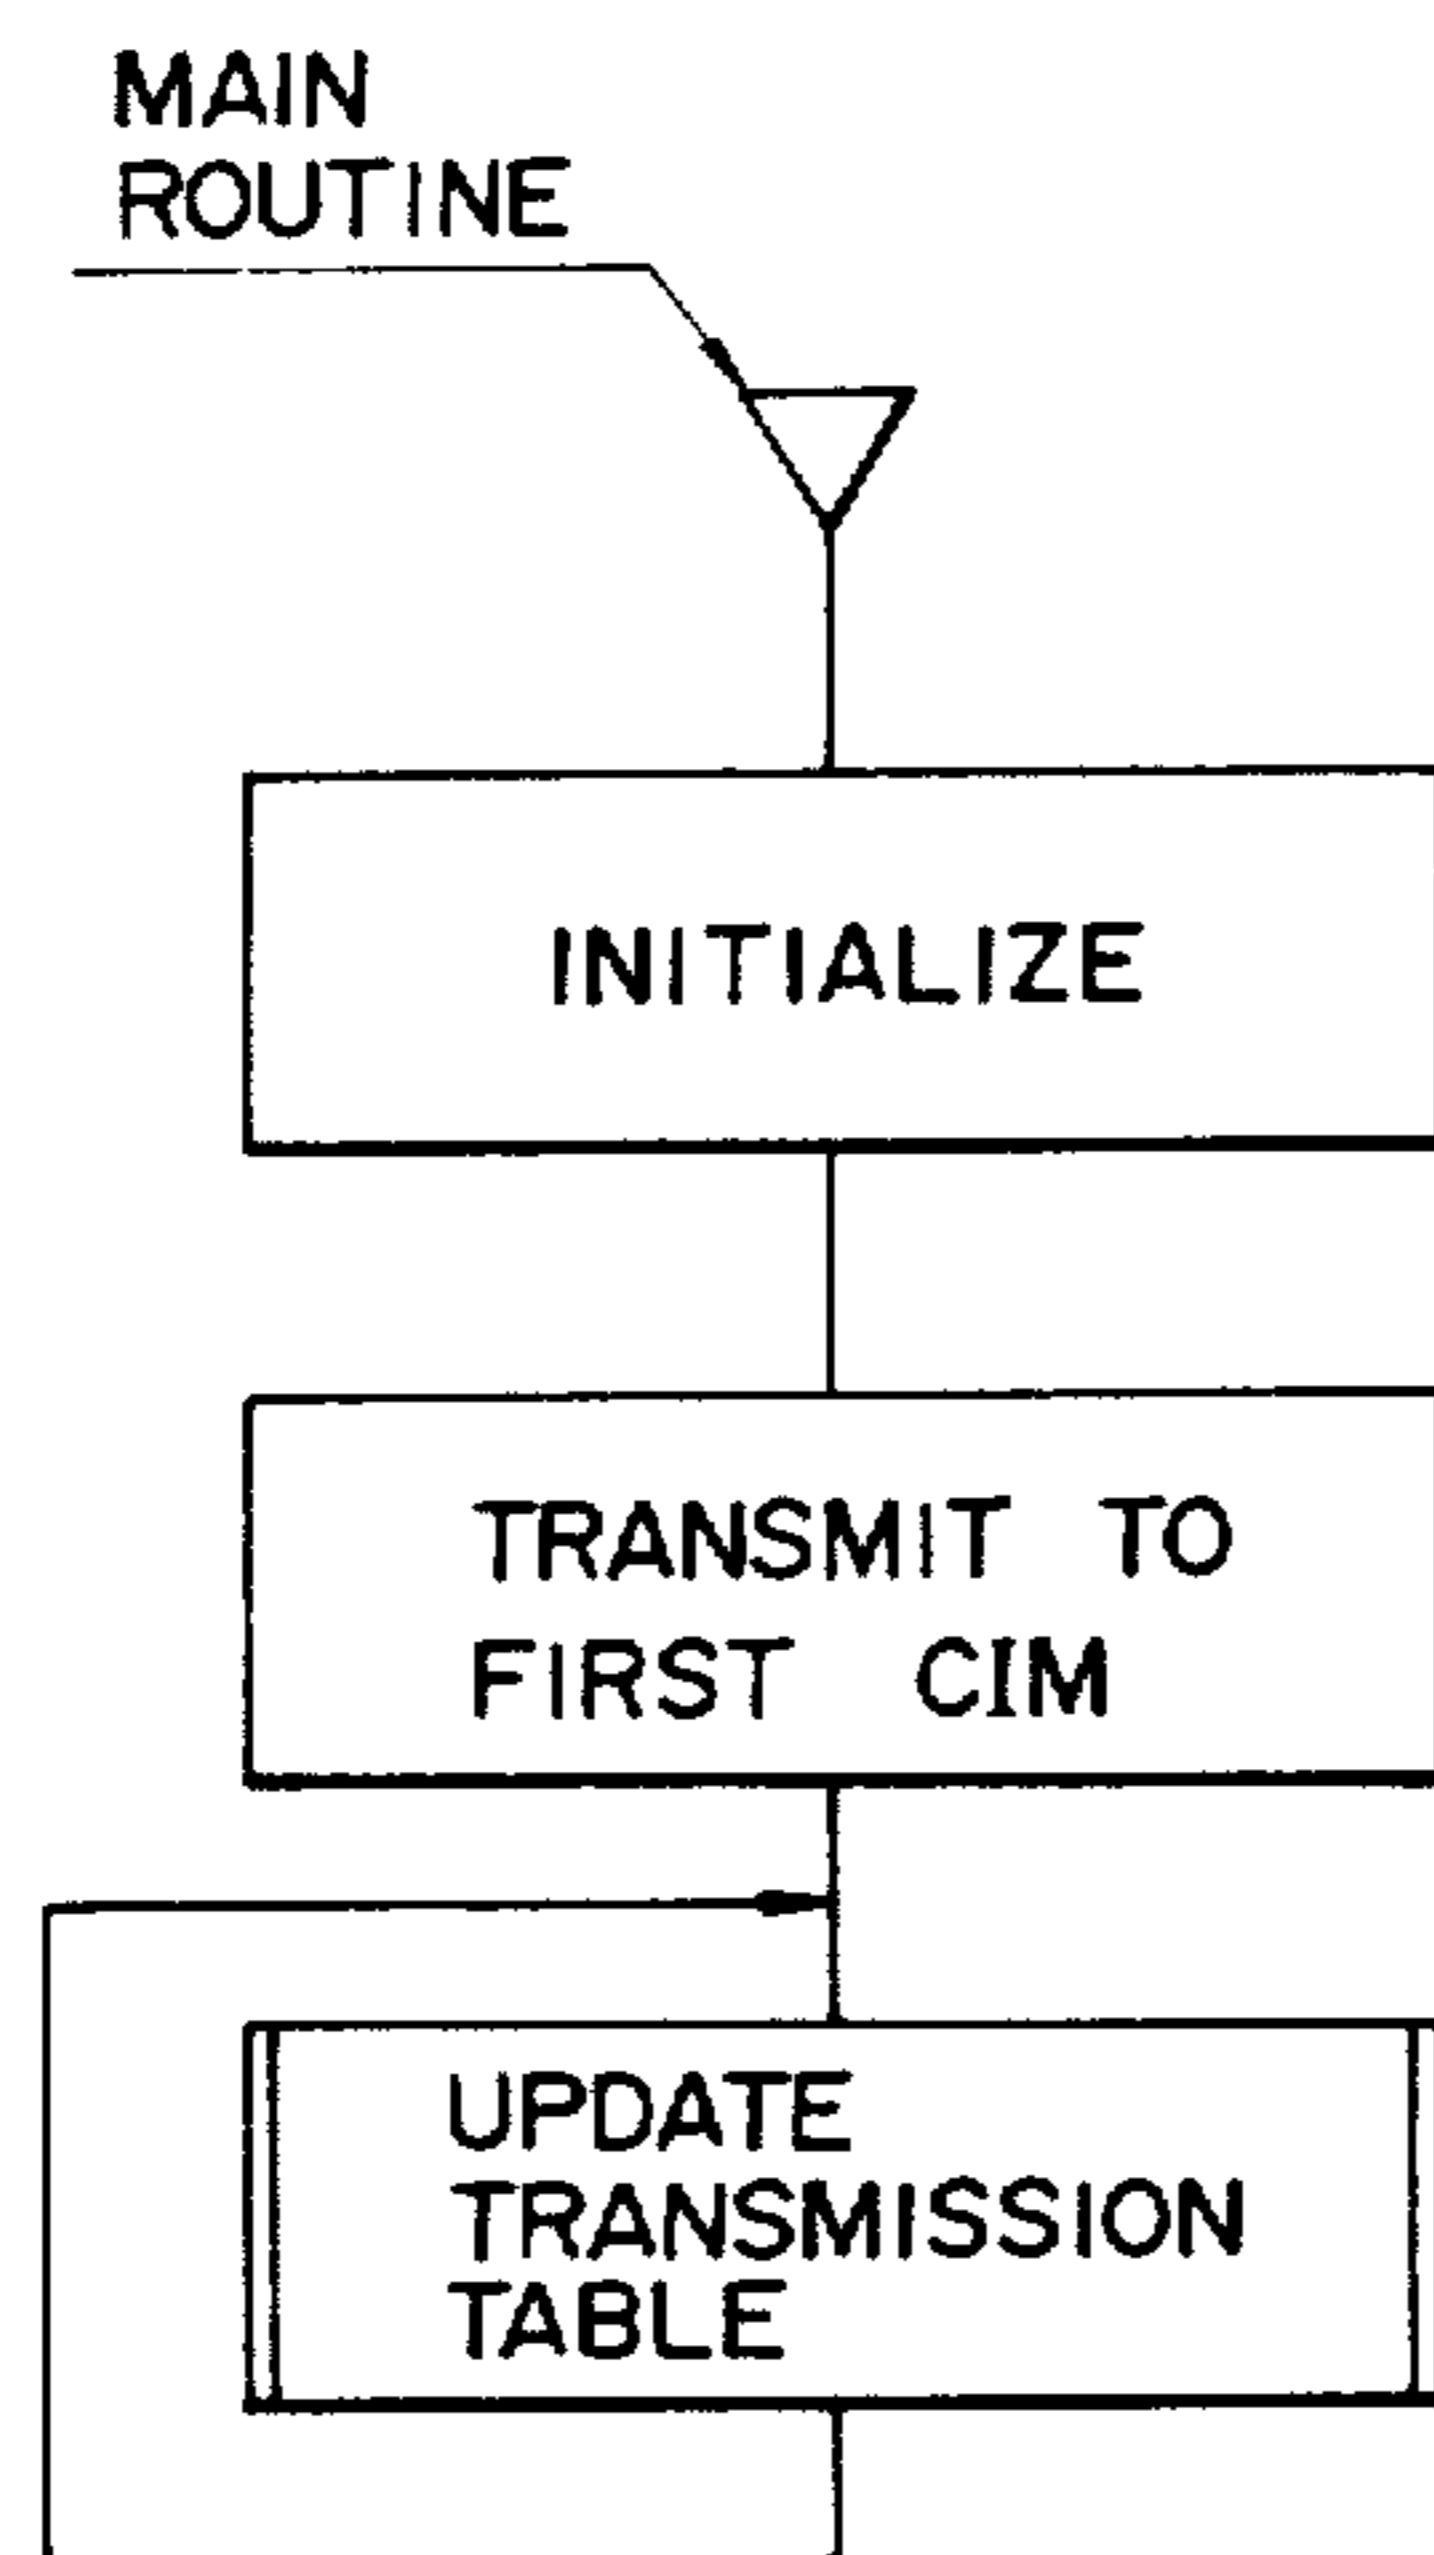 MAIN
ROUTINE
INITIALIZE
TRANSMIT TO
FIRST CIM
UPDATE
TRANSMISSION
TABLE